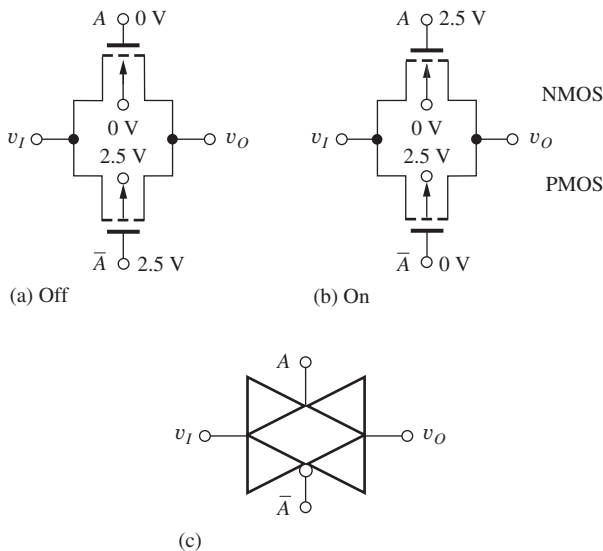 A 0 V
A 2.5 V
NMOS
0 V
0 V
v_I
v_O
v_I
v_O
2.5 V
2.5 V
PMOS
A̅ 2.5 V
A̅ 0 V
(a) Off
(b) On
A
v_I
v_O
A̅
(c)